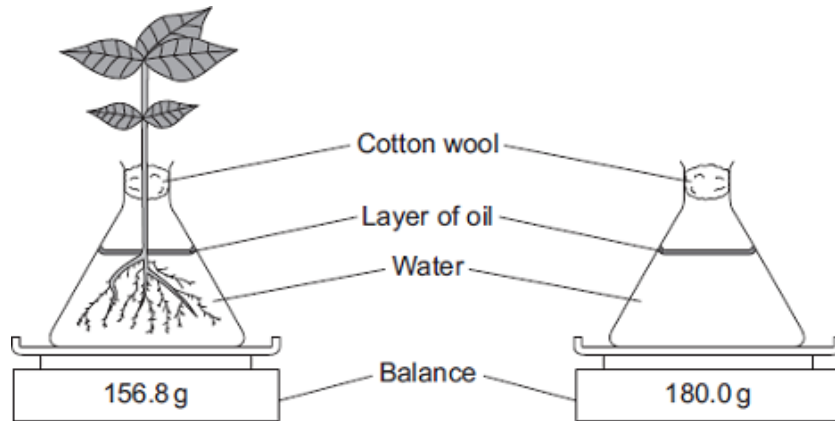 Cotton wool
Layer of oil
Water
Balance
156.8 g
180.0 g